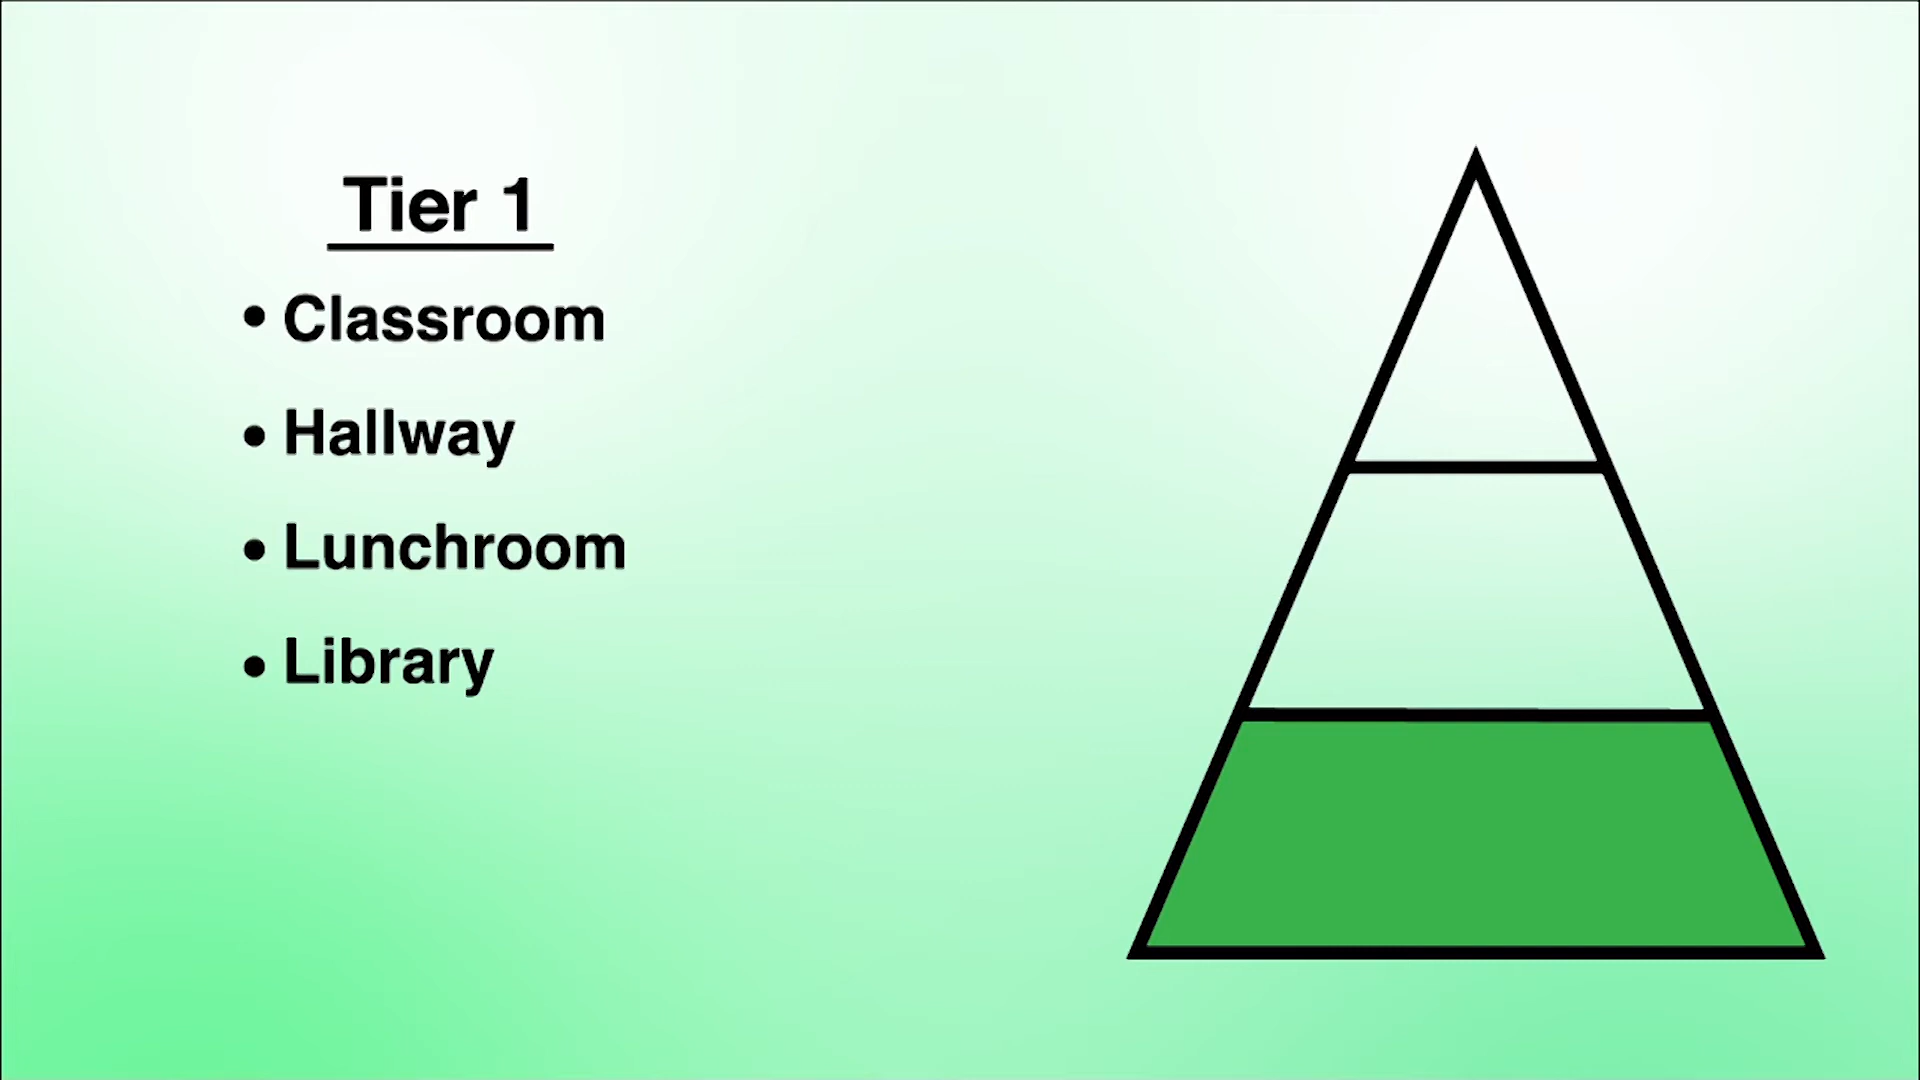 Tier 1
• Classroom
• Hallway
• Lunchroom
• Library